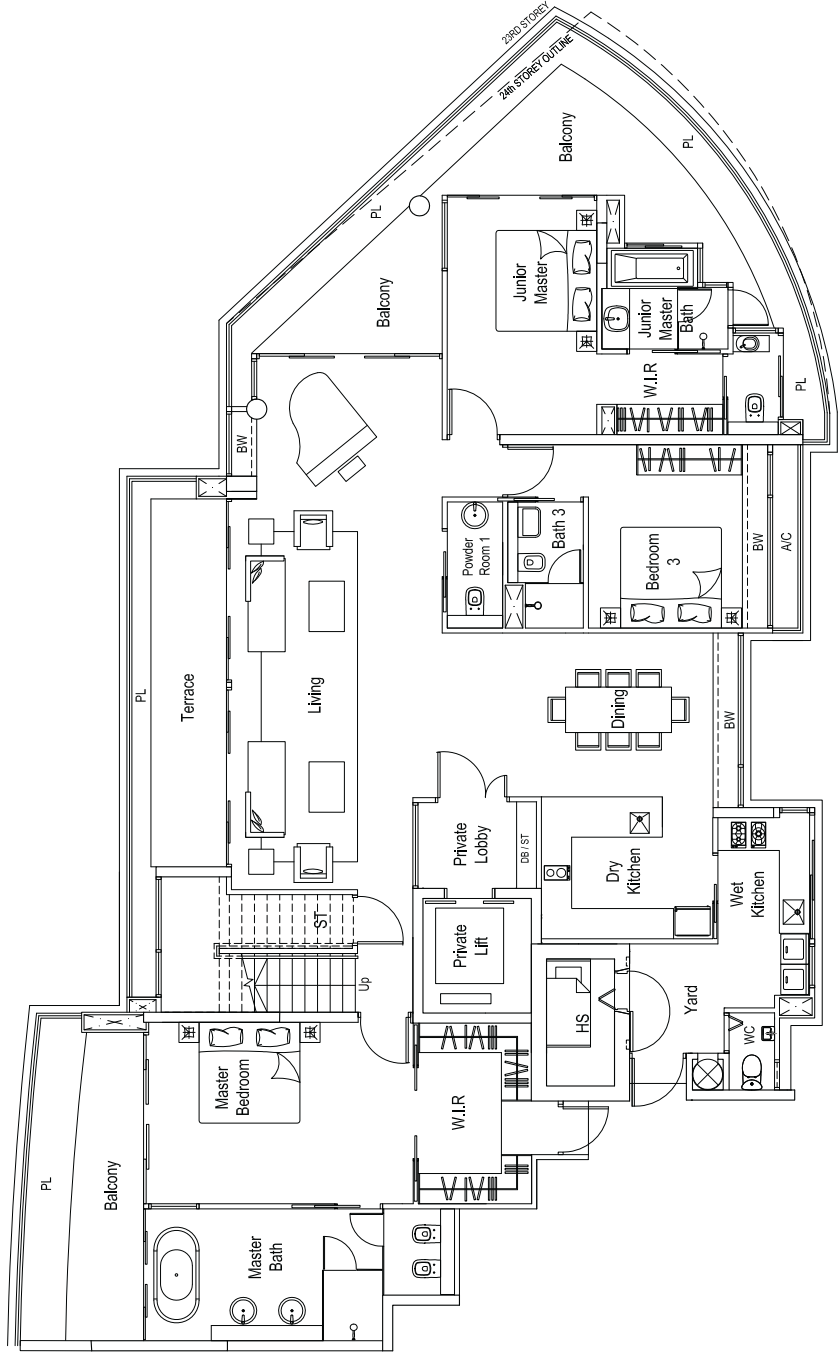 23RD STOREY
24th STOREY OUTLINE
PL
Balcony
PL
Balcony
Junior
Master
Junior
Master
Bath
W.I.R
PL
BW
PL
Terrace
Living
Powder
Room 1
Bath 3
Bedroom
3
BW
A/C
Dining
BW
Private
Lobby
DB / ST
Dry
Kitchen
Wet
Kitchen
ST
Up
Private
Lift
HS
Yard
WC
Master
Bedroom
W.I.R
PL
Balcony
Master
Bath